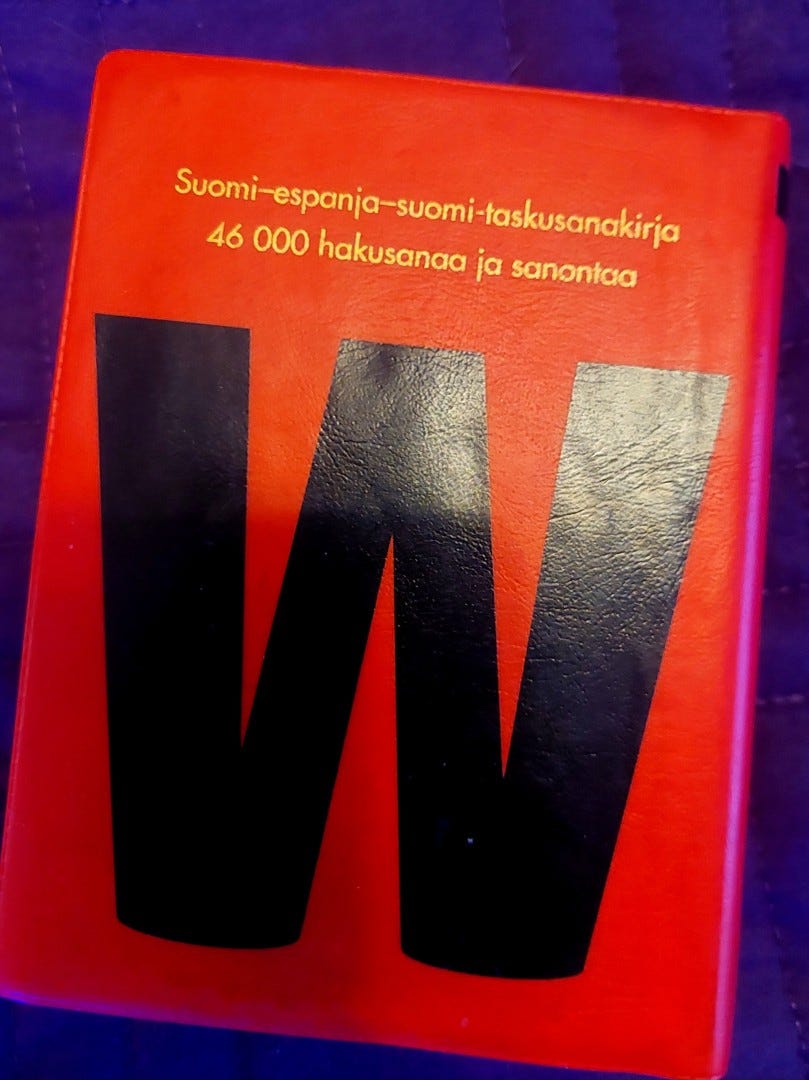 Suomi–espanja–suomi-taskusanakirja
46 000 hakusanaa ja sanontaa
W